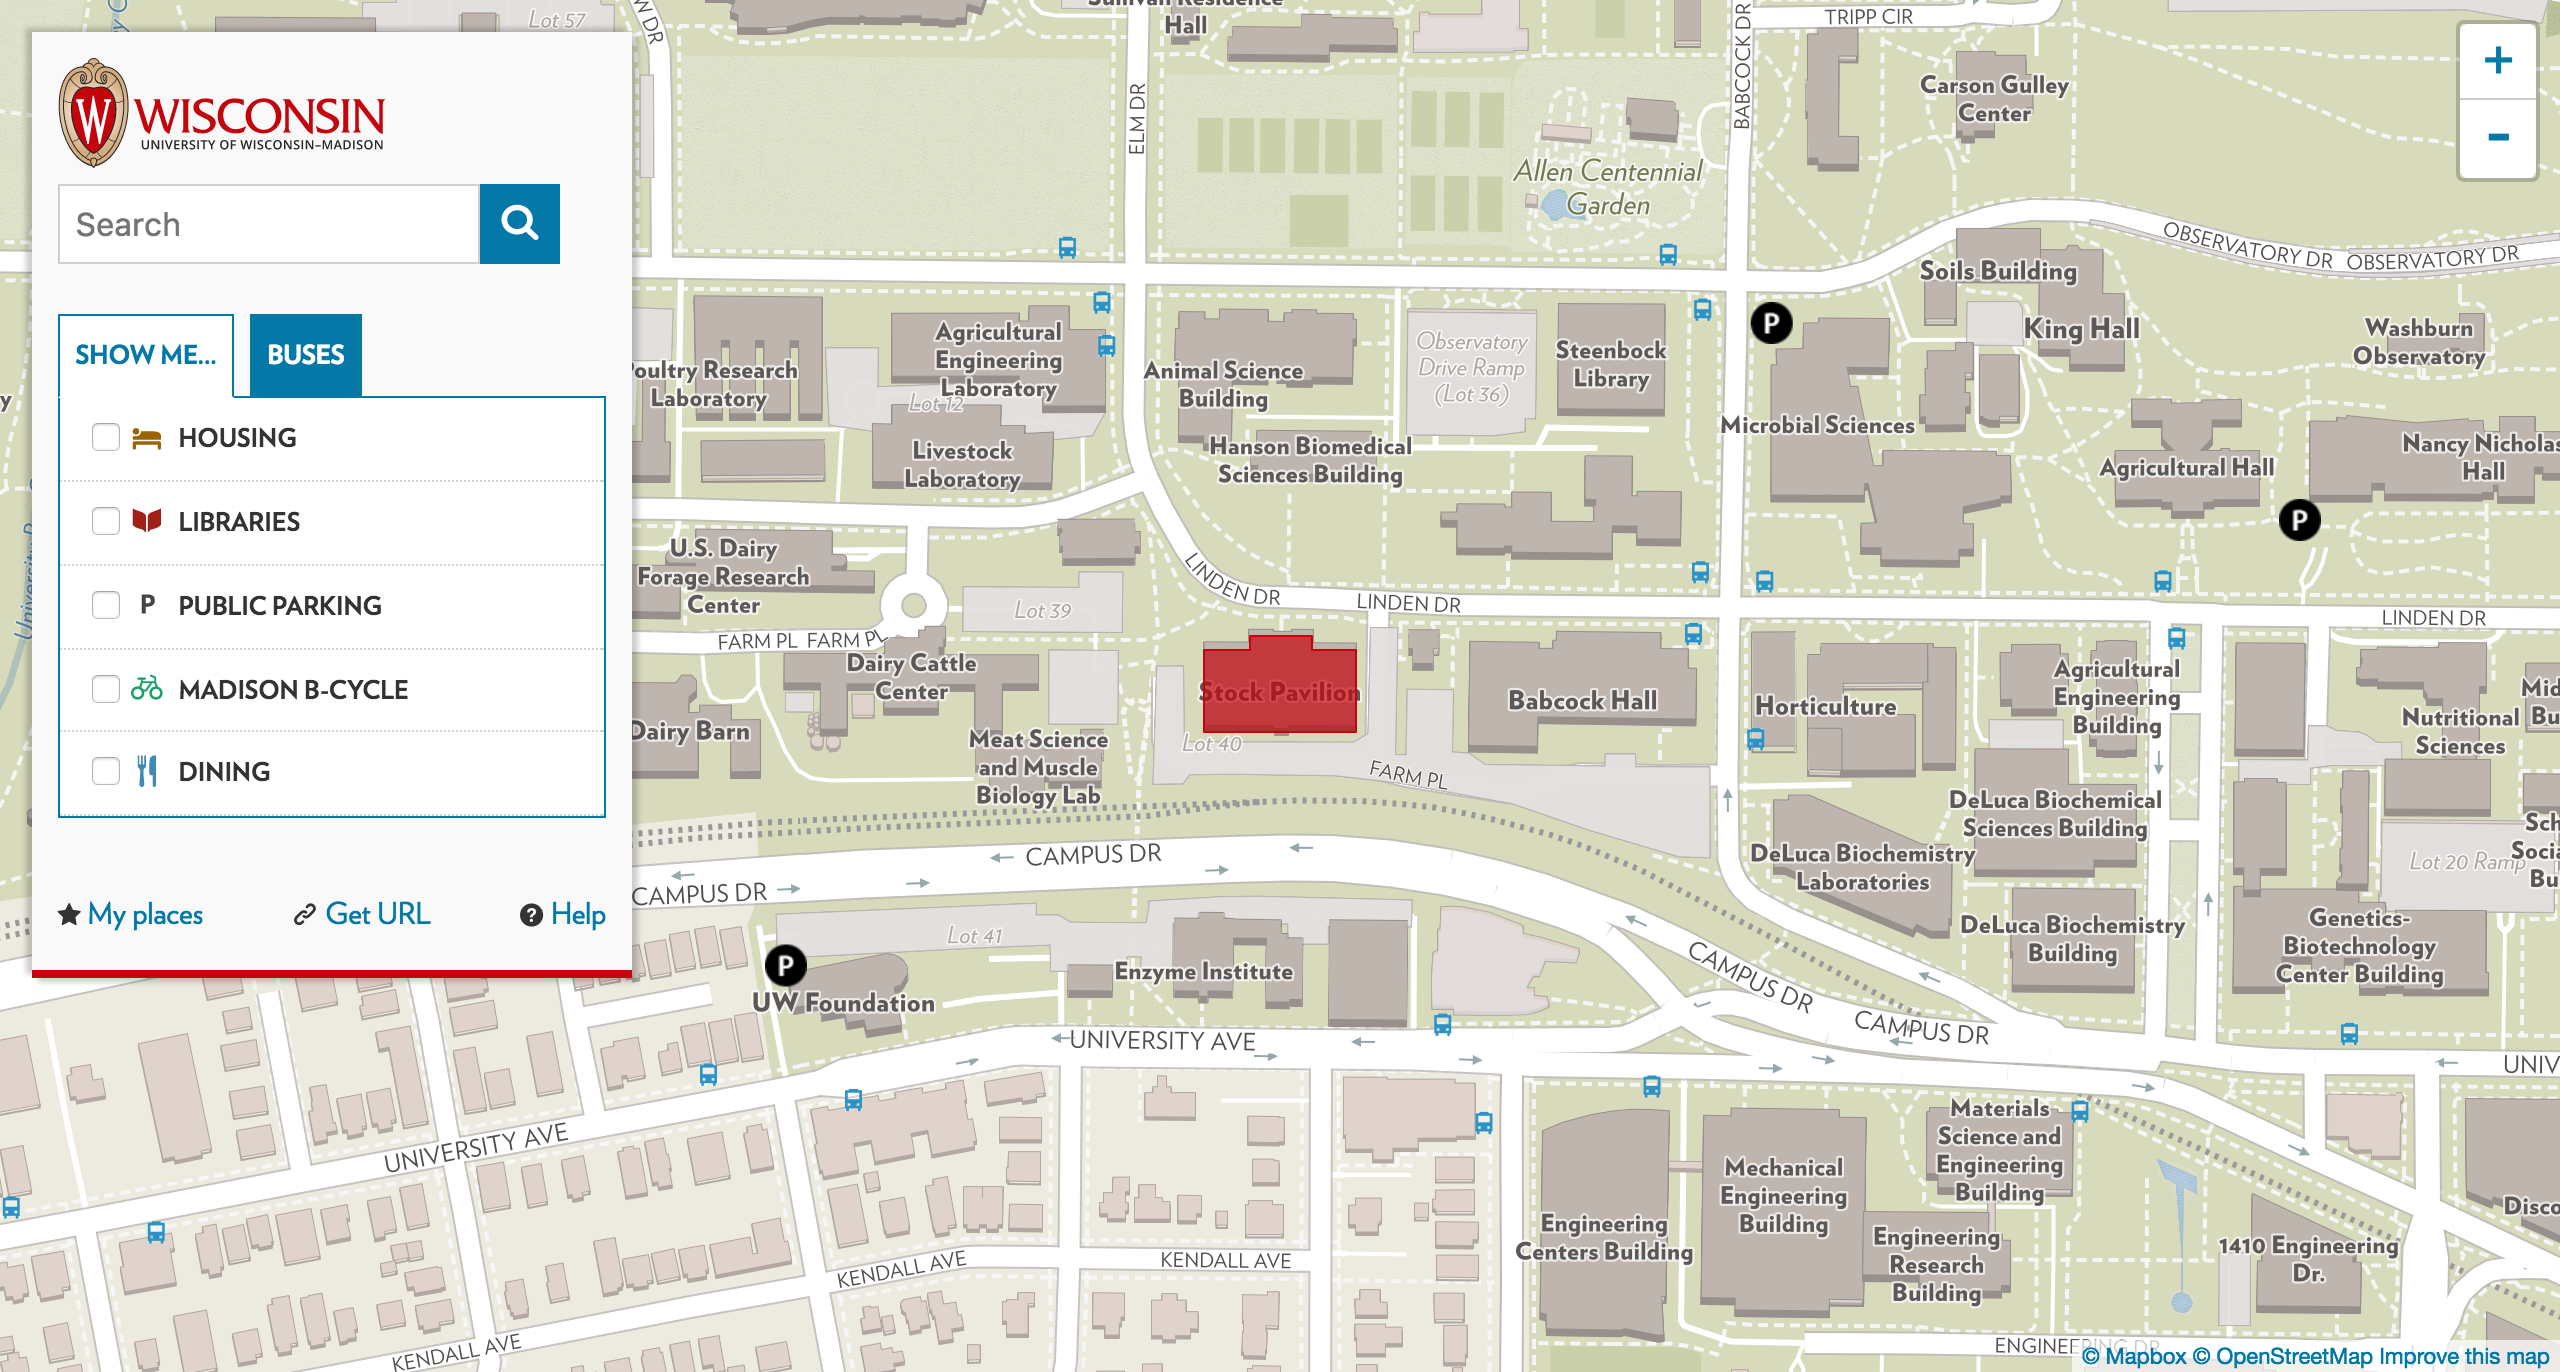 WISCONSIN
UNIVERSITY OF WISCONSIN–MADISON
Search
SHOW ME...
BUSES
HOUSING
LIBRARIES
P PUBLIC PARKING
MADISON B-CYCLE
DINING
My places
Get URL
Help
+
-
Lot 57
Hall
ELM DR
BABCOCK DR
TRIPP CIR
Carson Gulley
Center
Allen Centennial
Garden
OBSERVATORY DR
OBSERVATORY DR
Soils Building
King Hall
Washburn
Observatory
P
Laboratory
Agricultural
Engineering
Laboratory
Lot 12
Livestock
Laboratory
Animal Science
Building
Hanson Biomedical
Sciences Building
Observatory
Drive Ramp
(Lot 36)
Steenbock
Library
Microbial Sciences
Agricultural Hall
Nancy Nicholas
Hall
P
U.S. Dairy
Forage Research
Center
Lot 39
LINDEN DR
LINDEN DR
LINDEN DR
FARM PL
FARM PL
Dairy Cattle
Center
Dairy Barn
Meat Science
and Muscle
Biology Lab
Stock Pavilion
Lot 40
FARM PL
Babcock Hall
Horticulture
Agricultural
Engineering
Building
Nutritional
Sciences
Mid
Bu
DeLuca Biochemical
Sciences Building
DeLuca Biochemistry
Laboratories
DeLuca Biochemistry
Building
Lot 20 Ramp
Sch
Socia
Bu
Genetics-
Biotechnology
Center Building
CAMPUS DR
CAMPUS DR
CAMPUS DR
CAMPUS DR
Lot 41
P
UW Foundation
Enzyme Institute
UNIVERSITY AVE
UNIVERSITY AVE
UNIV
KENDALL AVE
KENDALL AVE
KENDALL AVE
Engineering
Centers Building
Mechanical
Engineering
Building
Materials
Science and
Engineering
Building
Engineering
Research
Building
1410 Engineering
Dr.
Disco
ENGINEERING DR
© Mapbox © OpenStreetMap Improve this map